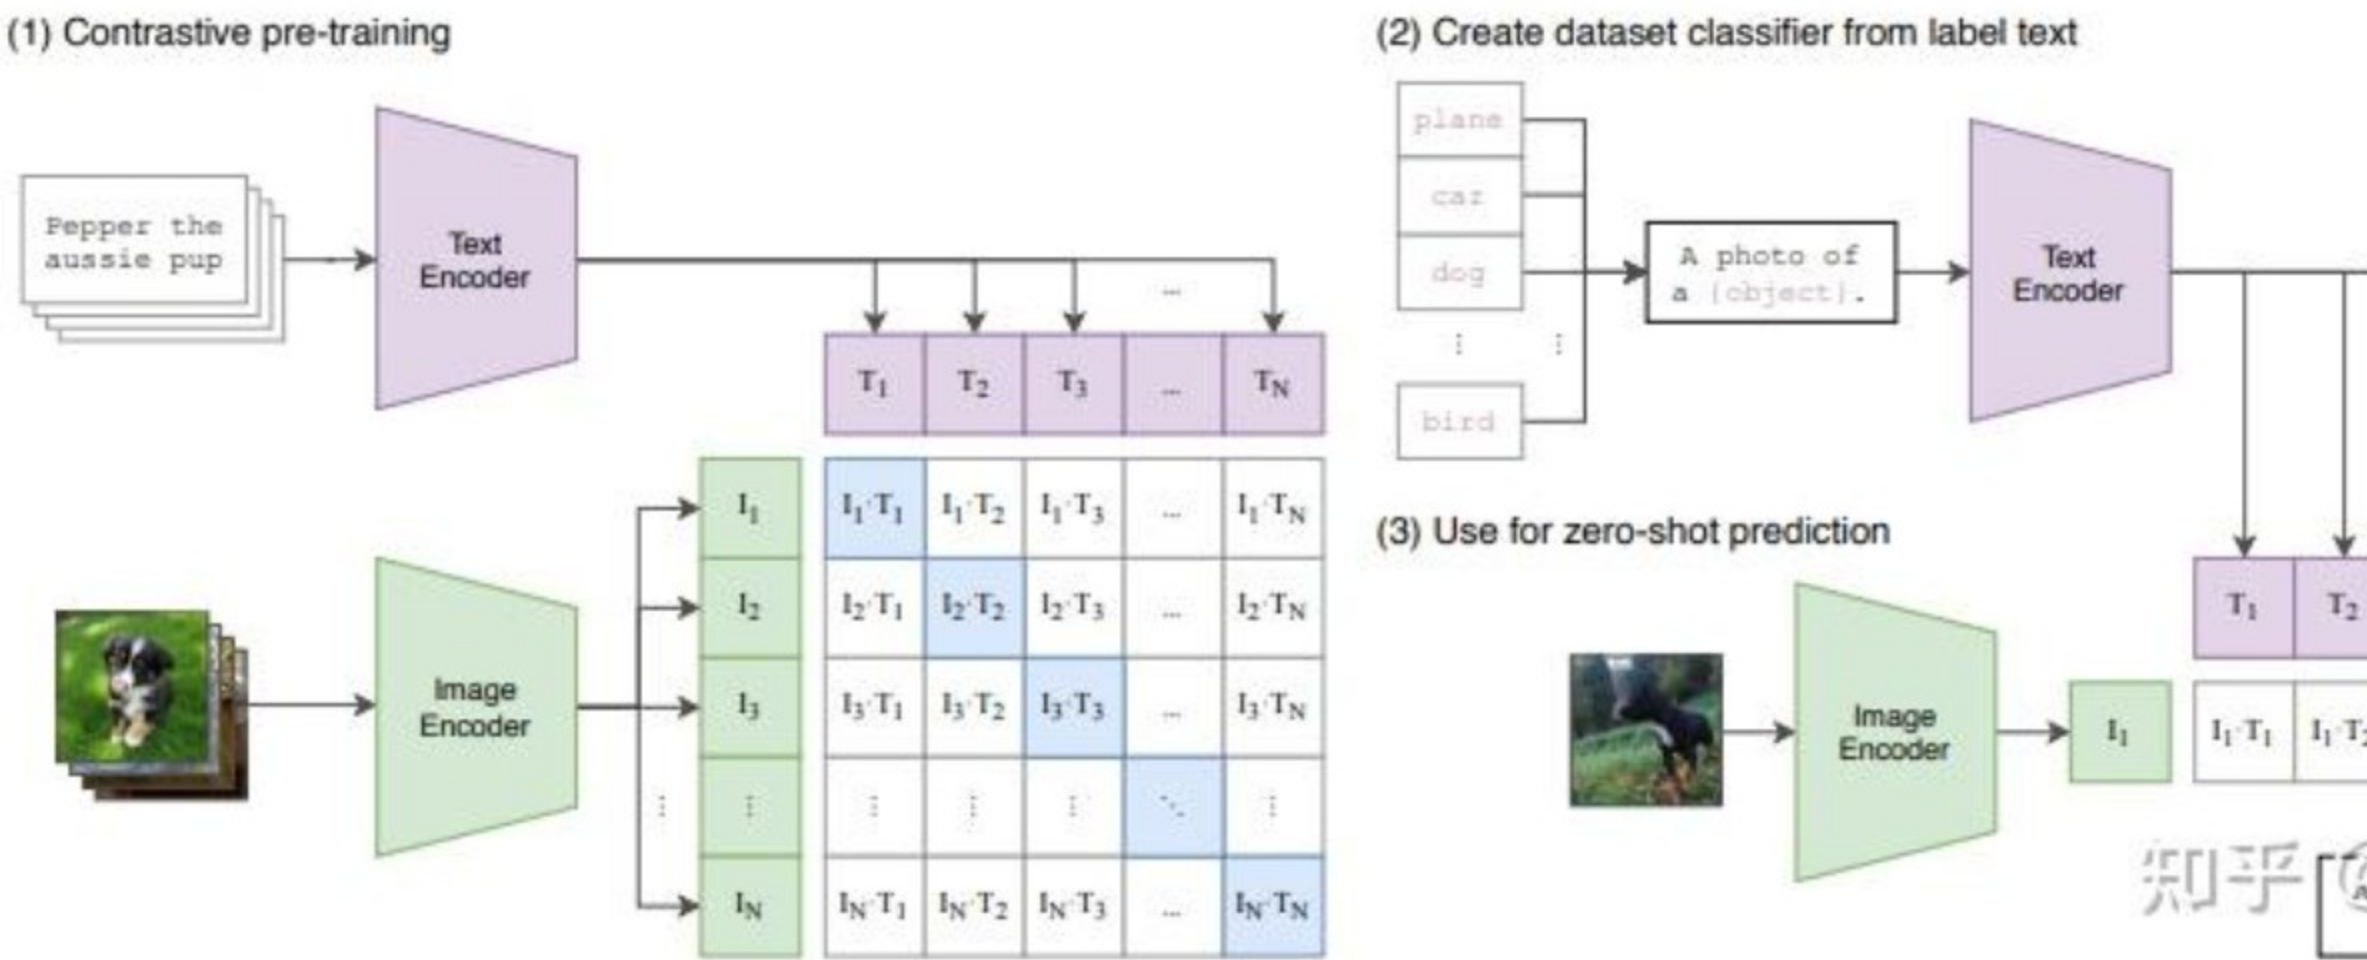 (1) Contrastive pre-training
Pepper the
aussie pup
Text
Encoder
...
T1 T2 T3 ... TN
I1 I1·T1 I1·T2 I1·T3 ... I1·TN
I2 I2·T1 I2·T2 I2·T3 ... I2·TN
Image
Encoder
I3 I3·T1 I3·T2 I3·T3 ... I3·TN
⋮ ⋮ ⋮ ⋮ ⋮ ⋱ ⋮
IN IN·T1 IN·T2 IN·T3 ... IN·TN
(2) Create dataset classifier from label text
plane
car
dog
⋮ ⋮
bird
A photo of
a {object}.
Text
Encoder
(3) Use for zero-shot prediction
T1 T2
Image
Encoder
I1 I1·T1 I1·T2
知乎 @